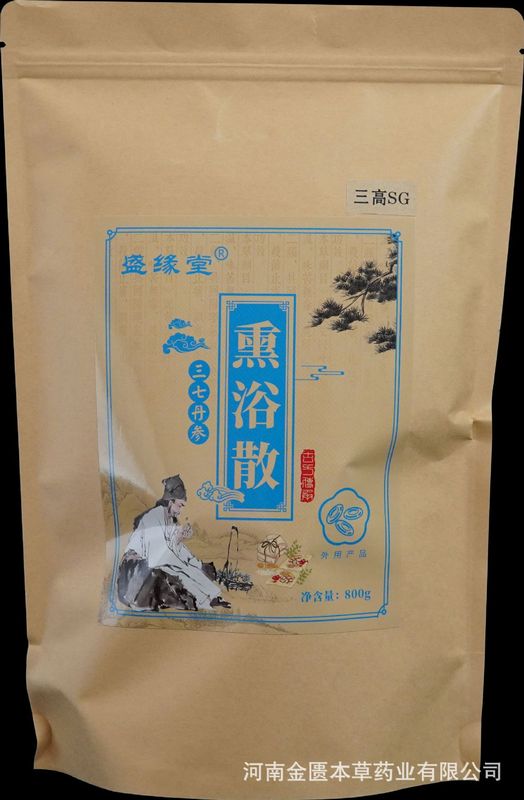 三高SG
盛缘堂®
熏浴散
三七丹参
外用产品
净含量：800g
河南金匮本草药业有限公司